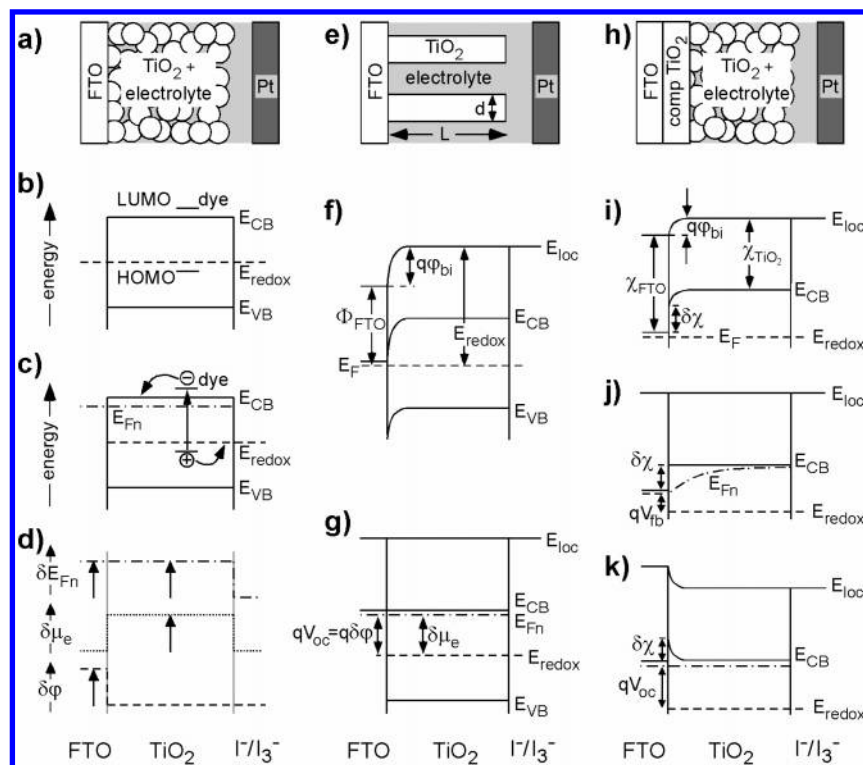 a)
FTO
TiO2 + electrolyte
Pt
b)
energy
LUMO dye
HOMO
E_CB
E_redox
E_VB
c)
energy
⊖ dye
⊕
E_Fn
E_CB
E_redox
E_VB
d)
δE_Fn
δμ_e
δφ
FTO TiO2 I⁻/I3⁻
e)
FTO
TiO2
electrolyte
d
L
Pt
f)
qφ_bi
Φ_FTO
E_F
E_redox
E_loc
E_CB
E_VB
g)
E_loc
E_CB
E_Fn
qV_oc=qδφ
δμ_e
E_redox
E_VB
FTO TiO2 I⁻/I3⁻
h)
FTO
comp TiO2
TiO2 + electrolyte
Pt
i)
qφ_bi
χ_FTO
χ_TiO2
δχ
E_F
E_loc
E_CB
E_redox
j)
E_loc
δχ
E_CB
E_Fn
qV_fb
E_redox
k)
E_loc
δχ
E_CB
qV_oc
E_redox
FTO TiO2 I⁻/I3⁻